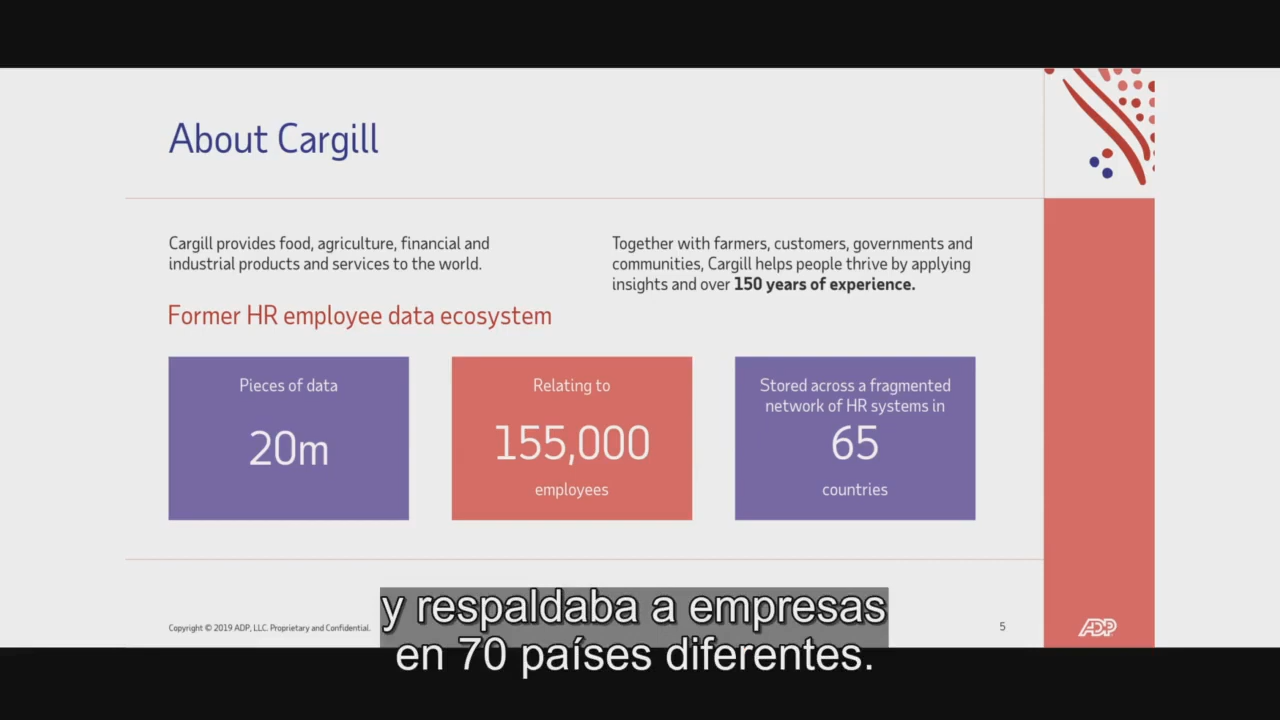 About Cargill
Cargill provides food, agriculture, financial and
industrial products and services to the world.
Together with farmers, customers, governments and
communities, Cargill helps people thrive by applying
insights and over 150 years of experience.
Former HR employee data ecosystem
Pieces of data
20m
Relating to
155,000
employees
Stored across a fragmented
network of HR systems in
65
countries
Copyright © 2019 ADP, LLC. Proprietary and Confidential.
5
ADP
y respaldaba a empresas
en 70 países diferentes.